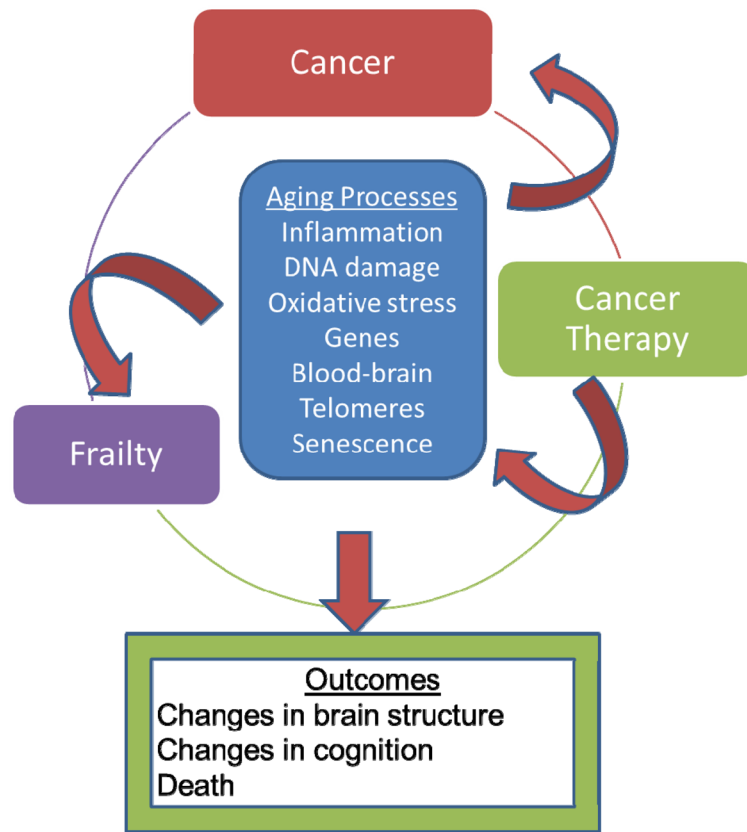 Cancer
Aging Processes
Inflammation
DNA damage
Oxidative stress
Genes
Blood-brain
Telomeres
Senescence
Cancer
Therapy
Frailty
Outcomes
Changes in brain structure
Changes in cognition
Death